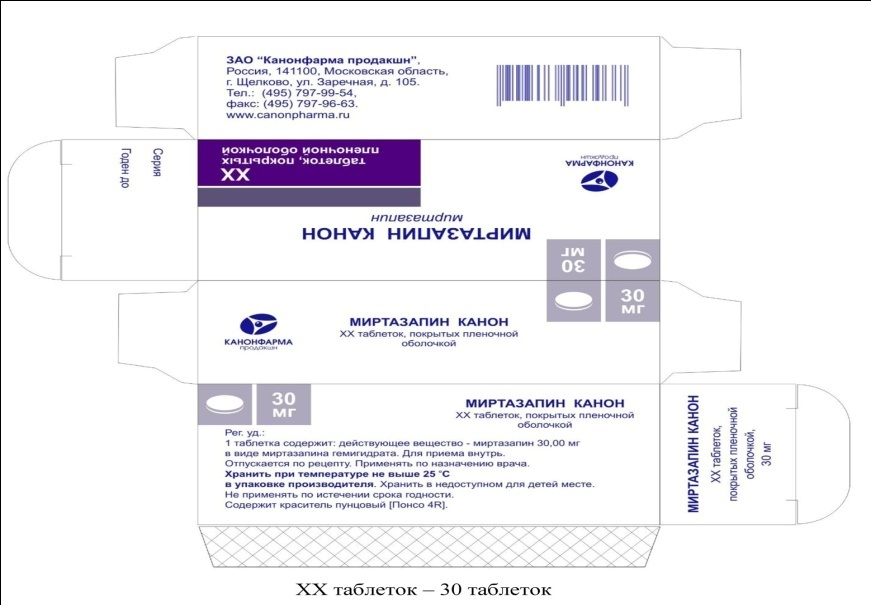 ЗАО “Канонфарма продакшн”,
Россия, 141100, Московская область,
г. Щелково, ул. Заречная, д. 105.
Тел.: (495) 797-99-54,
факс: (495) 797-96-63.
www.canonpharma.ru
Серия
Годен до
XX
таблеток, покрытых
пленочной оболочкой
КАНОНФАРМА
продакшн
МИРТАЗАПИН КАНОН
миртазапин
30
мг
30
мг
КАНОНФАРМА
продакшн
МИРТАЗАПИН КАНОН
XX таблеток, покрытых пленочной
оболочкой
30
мг
МИРТАЗАПИН КАНОН
XX таблеток, покрытых пленочной
оболочкой
Рег. уд.:
1 таблетка содержит: действующее вещество - миртазапин 30,00 мг
в виде миртазапина гемигидрата. Для приема внутрь.
Отпускается по рецепту. Применять по назначению врача.
Хранить при температуре не выше 25 °С
в упаковке производителя. Хранить в недоступном для детей месте.
Не применять по истечении срока годности.
Содержит краситель пунцовый [Понсо 4R].
МИРТАЗАПИН КАНОН
XX таблеток,
покрытых пленочной
оболочкой,
30 мг
XX таблеток – 30 таблеток